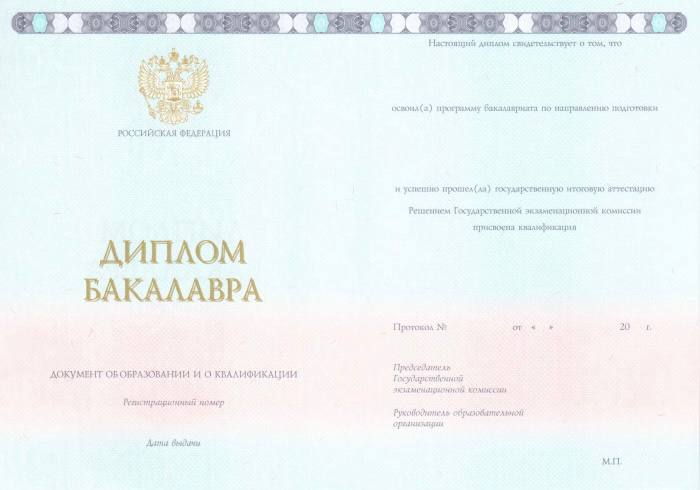 РОССИЙСКАЯ ФЕДЕРАЦИЯ
ДИПЛОМ
БАКАЛАВРА
ДОКУМЕНТ ОБ ОБРАЗОВАНИИ И О КВАЛИФИКАЦИИ
Регистрационный номер
Дата выдачи
Настоящий диплом свидетельствует о том, что
освоил(а) программу бакалавриата по направлению подготовки
и успешно прошел(ла) государственную итоговую аттестацию
Решением Государственной экзаменационной комиссии
присвоена квалификация
Протокол № от « » 20 г.
Председатель
Государственной
экзаменационной комиссии
Руководитель образовательной
организации
М.П.